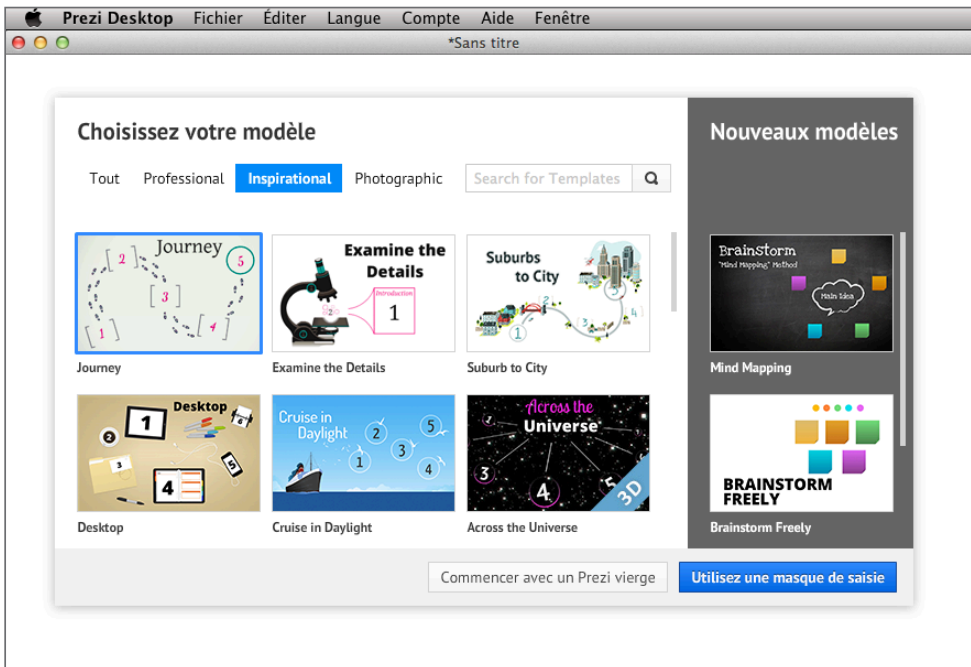 Prezi Desktop Fichier Éditer Langue Compte Aide Fenêtre
*Sans titre
Choisissez votre modèle
Nouveaux modèles
Tout Professional Inspirational Photographic Search for Templates
Journey
1
2
3
4
5
Journey
Examine the
Details
Introduction
1
2
Examine the Details
Suburbs
to City
1
2
3
4
5
Suburb to City
Brainstorm
"Mind Mapping" Method
Main Idea
Mind Mapping
Desktop
1
2
3
4
5
6
Desktop
Cruise in
Daylight
1
2
3
4
5
Cruise in Daylight
Across the
Universe
1
3
4
5
3D
Across the Universe
BRAINSTORM
FREELY
Brainstorm Freely
Commencer avec un Prezi vierge
Utilisez une masque de saisie